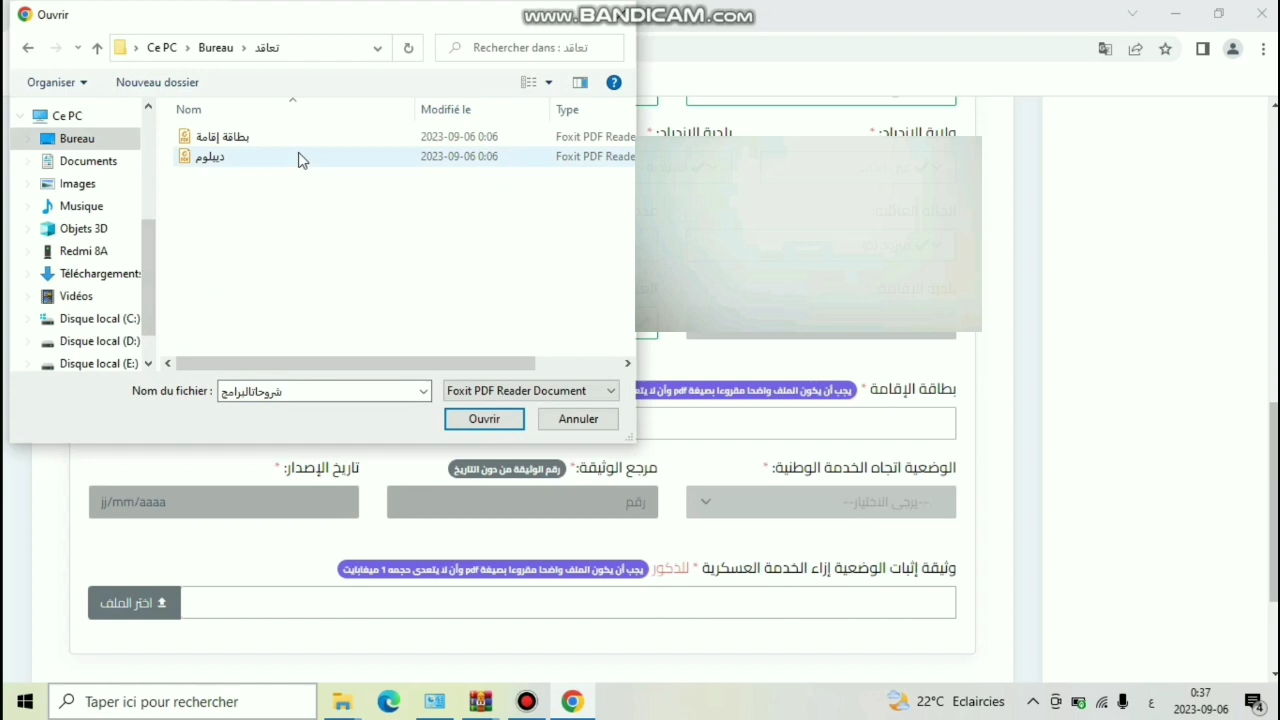 Ouvrir
www.BANDICAM.com
Ce PC › Bureau › تعاقد
Rechercher dans : تعاقد
Organiser
Nouveau dossier
Nom
Modifié le
Type
Ce PC
Bureau
Documents
Images
Musique
Objets 3D
Redmi 8A
Téléchargements
Vidéos
Disque local (C:)
Disque local (D:)
Disque local (E:)
بطاقة إقامة
2023-09-06 0:06
Foxit PDF Reade
ديبلوم
2023-09-06 0:06
Foxit PDF Reade
Nom du fichier :
شروحاتالبرامج
Foxit PDF Reader Document
Ouvrir
Annuler
ولاية الازدياد: *
بلدية الازدياد: *
الحالة العائلية:
بلدية الإقامة:
بطاقة الإقامة *
يجب أن يكون الملف واضحا مقروءا بصيغة pdf وأن لا يتعد
الوضعية اتجاه الخدمة الوطنية: *
مرجع الوثيقة: *
رقم الوثيقة من دون التاريخ
تاريخ الإصدار: *
--يرجى الاختيار--
رقم
jj/mm/aaaa
وثيقة إثبات الوضعية إزاء الخدمة العسكرية * للذكور
يجب أن يكون الملف واضحا مقروءا بصيغة pdf وأن لا يتعدى حجمه 1 ميغابايت
اختر الملف
Taper ici pour rechercher
22°C Eclaircies
ع
0:37
2023-09-06
4